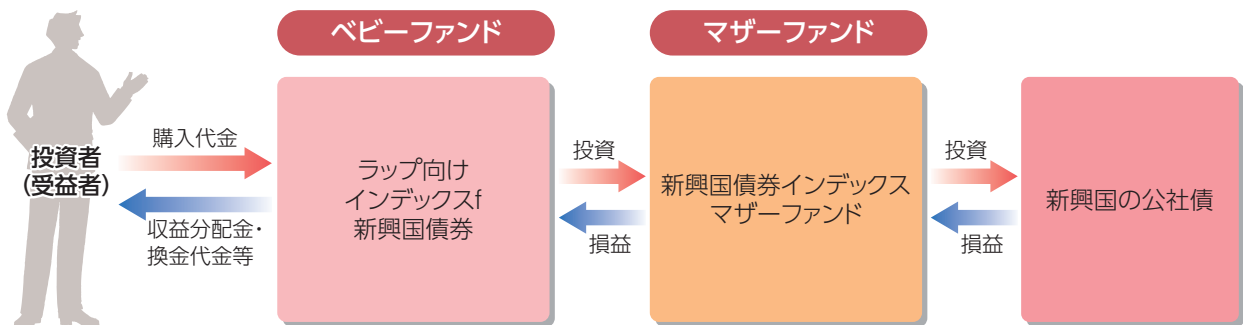 ベビーファンド
マザーファンド
投資者
(受益者)
購入代金
収益分配金・
換金代金等
ラップ向け
インデックスf
新興国債券
投資
損益
新興国債券インデックス
マザーファンド
投資
損益
新興国の公社債